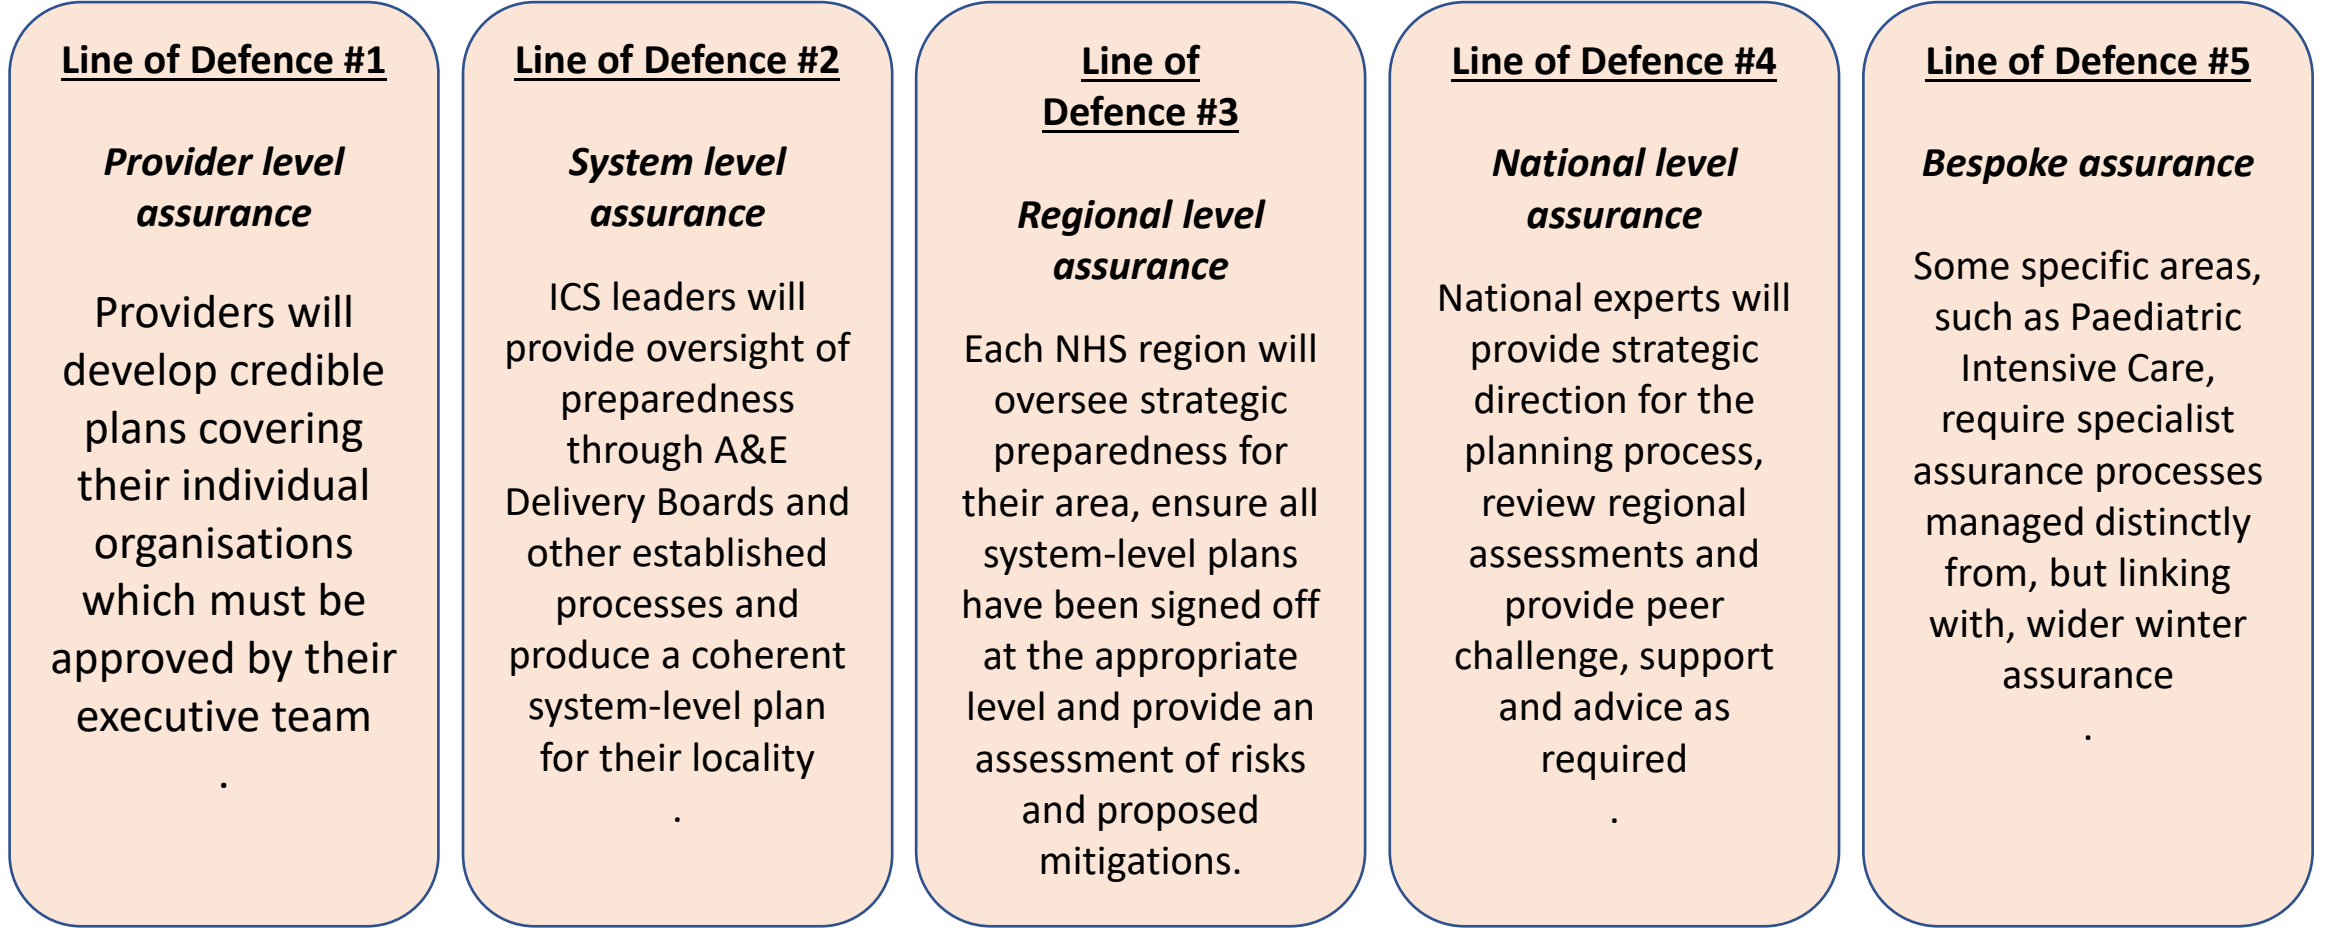 Line of Defence #1
Provider level
assurance
Providers will
develop credible
plans covering
their individual
organisations
which must be
approved by their
executive team
.
Line of Defence #2
System level
assurance
ICS leaders will
provide oversight of
preparedness
through A&E
Delivery Boards and
other established
processes and
produce a coherent
system-level plan
for their locality
.
Line of
Defence #3
Regional level
assurance
Each NHS region will
oversee strategic
preparedness for
their area, ensure all
system-level plans
have been signed off
at the appropriate
level and provide an
assessment of risks
and proposed
mitigations.
Line of Defence #4
National level
assurance
National experts will
provide strategic
direction for the
planning process,
review regional
assessments and
provide peer
challenge, support
and advice as
required
.
Line of Defence #5
Bespoke assurance
Some specific areas,
such as Paediatric
Intensive Care,
require specialist
assurance processes
managed distinctly
from, but linking
with, wider winter
assurance
.